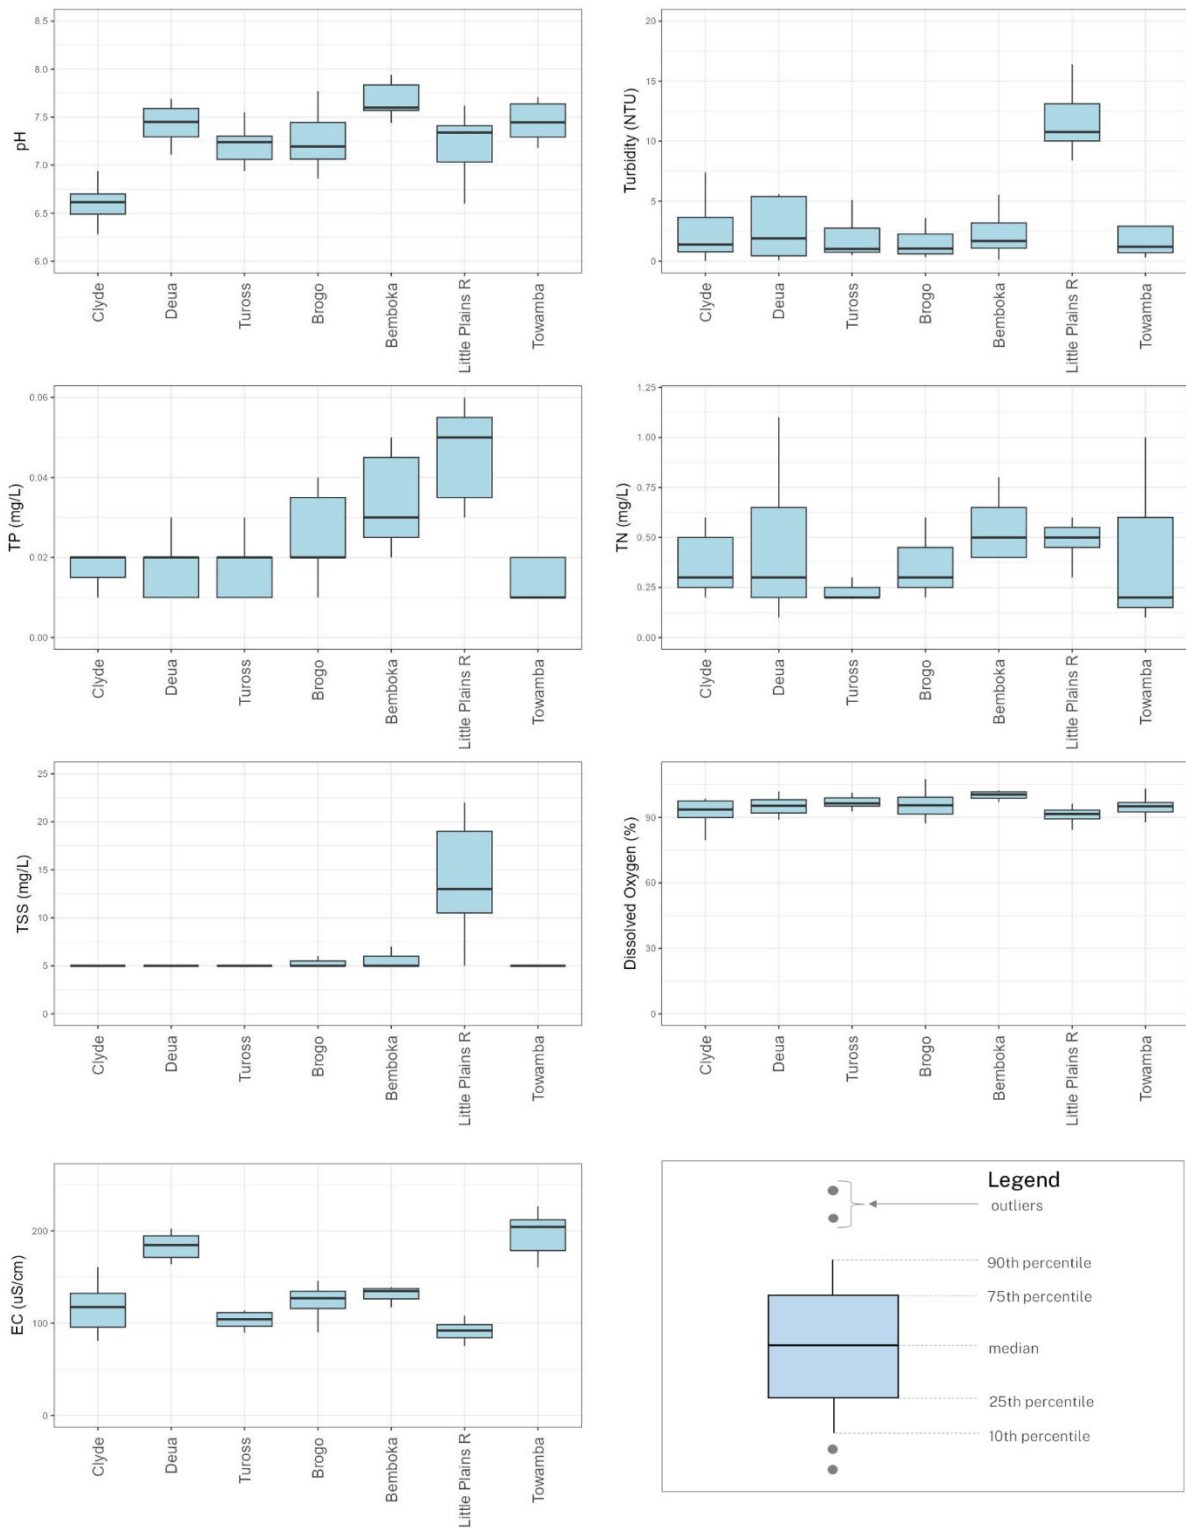 pH
8.5
8.0
7.5
7.0
6.5
6.0
Clyde
Deua
Tuross
Brogo
Bemboka
Little Plains R
Towamba
Turbidity (NTU)
20
15
10
5
0
Clyde
Deua
Tuross
Brogo
Bemboka
Little Plains R
Towamba
TP (mg/L)
0.06
0.04
0.02
0.00
Clyde
Deua
Tuross
Brogo
Bemboka
Little Plains R
Towamba
TN (mg/L)
1.25
1.00
0.75
0.50
0.25
0.00
Clyde
Deua
Tuross
Brogo
Bemboka
Little Plains R
Towamba
TSS (mg/L)
25
20
15
10
5
0
Clyde
Deua
Tuross
Brogo
Bemboka
Little Plains R
Towamba
Dissolved Oxygen (%)
90
60
30
0
Clyde
Deua
Tuross
Brogo
Bemboka
Little Plains R
Towamba
EC (uS/cm)
200
100
0
Clyde
Deua
Tuross
Brogo
Bemboka
Little Plains R
Towamba
Legend
outliers
90th percentile
75th percentile
median
25th percentile
10th percentile